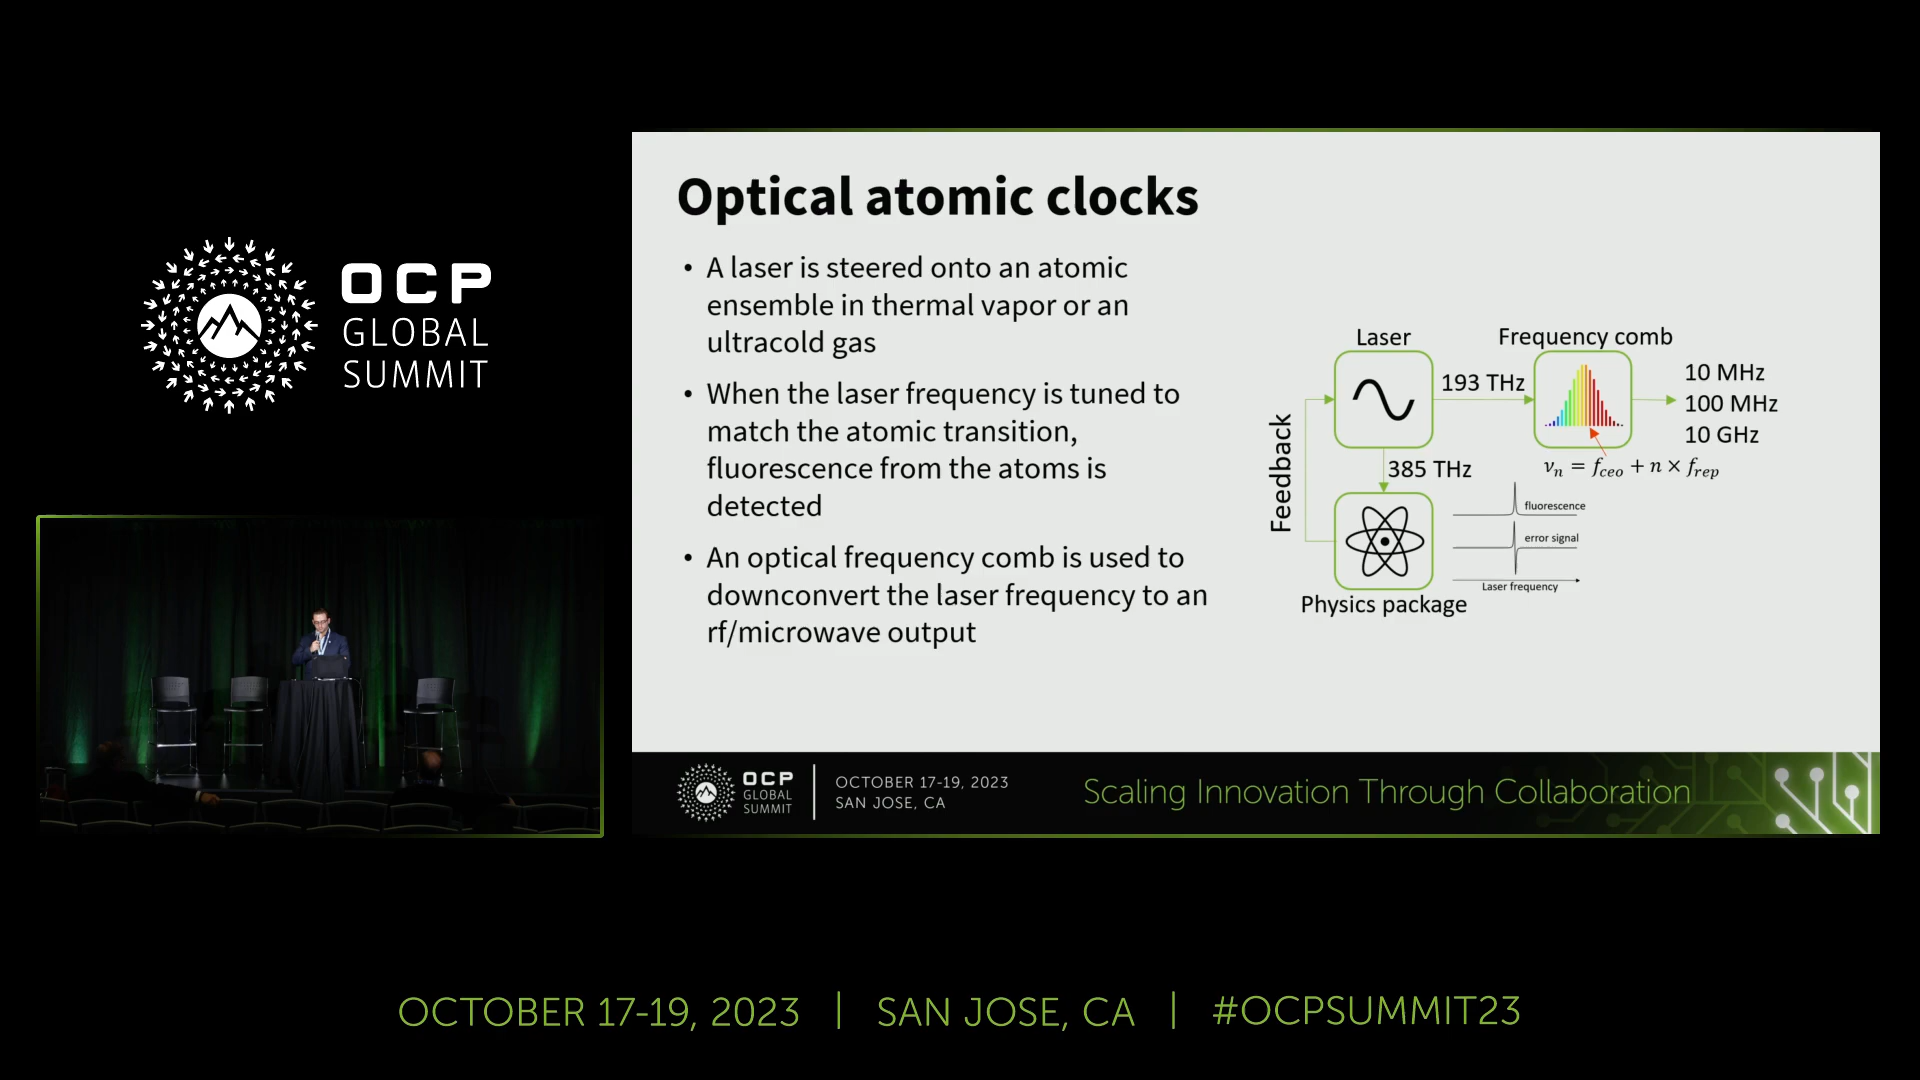 OCP
GLOBAL
SUMMIT
Optical atomic clocks
• A laser is steered onto an atomic
ensemble in thermal vapor or an
ultracold gas
• When the laser frequency is tuned to
match the atomic transition,
fluorescence from the atoms is
detected
• An optical frequency comb is used to
downconvert the laser frequency to an
rf/microwave output
Laser
Frequency comb
193 THz
10 MHz
100 MHz
10 GHz
Feedback
385 THz
νₙ = f_ceo + n × f_rep
fluorescence
error signal
Laser frequency
Physics package
OCP
GLOBAL
SUMMIT
OCTOBER 17-19, 2023
SAN JOSE, CA
Scaling Innovation Through Collaboration
OCTOBER 17-19, 2023 | SAN JOSE, CA | #OCPSUMMIT23